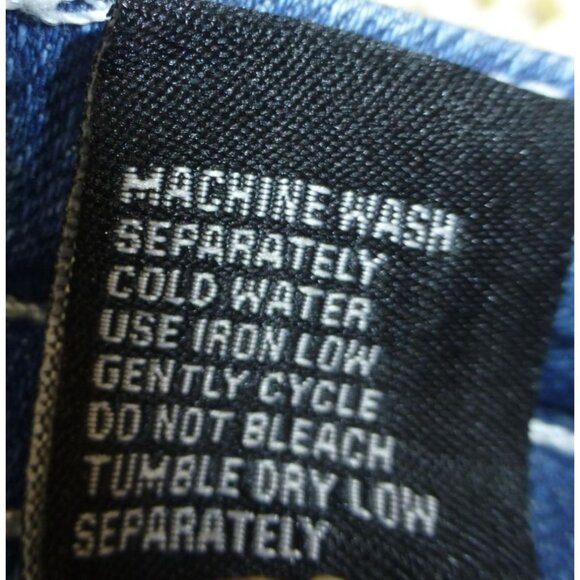 MACHINE WASH
SEPARATELY
COLD WATER
USE IRON LOW
GENTLY CYCLE
DO NOT BLEACH
TUMBLE DRY LOW
SEPARATELY